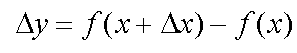 Δy = f(x + Δx) − f(x)